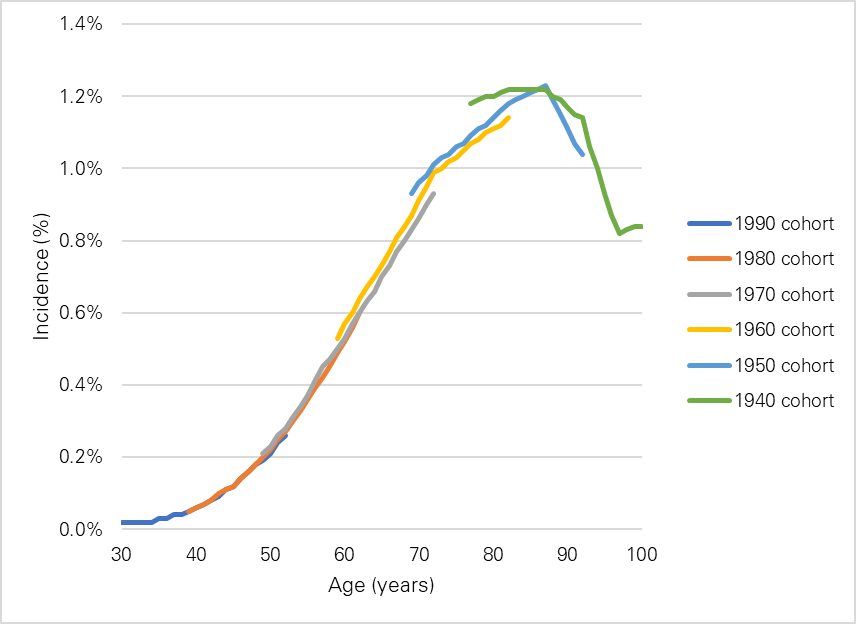 1.4%
1.2%
1.0%
0.8%
0.6%
0.4%
0.2%
0.0%
30 40 50 60 70 80 90 100
Incidence (%)
Age (years)
1990 cohort
1980 cohort
1970 cohort
1960 cohort
1950 cohort
1940 cohort